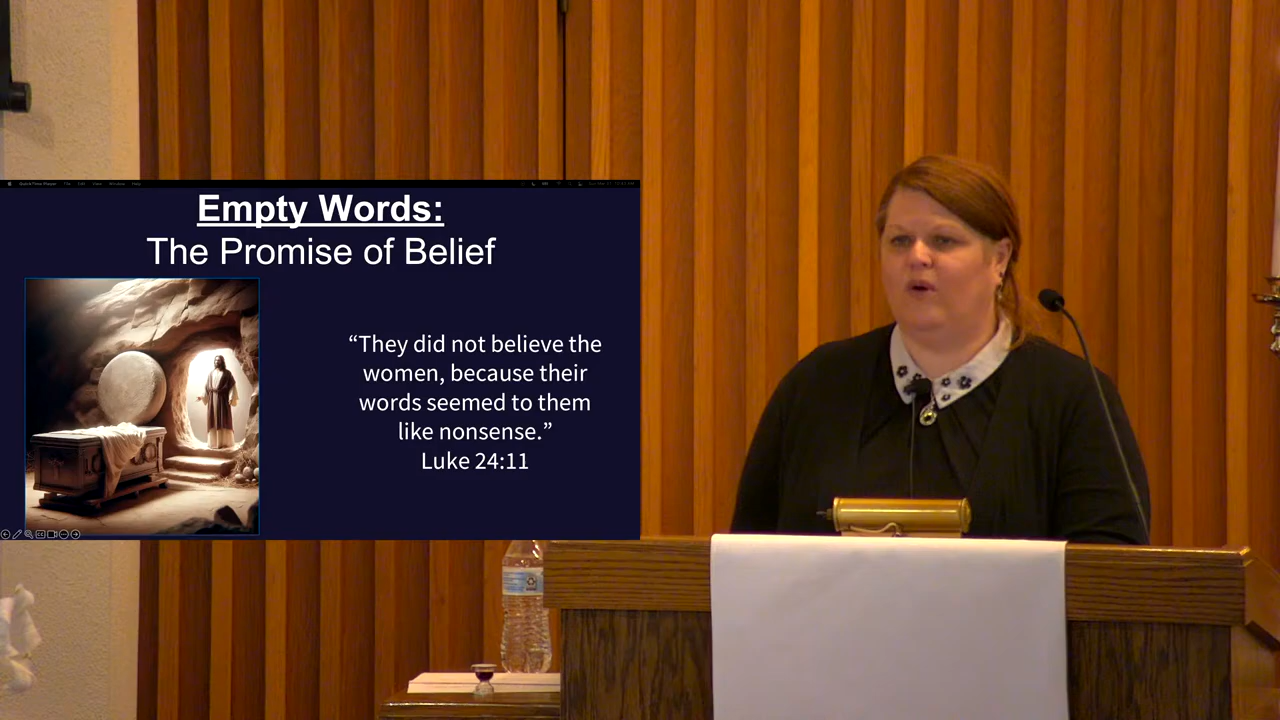 Empty Words:
The Promise of Belief
“They did not believe the
women, because their
words seemed to them
like nonsense.”
Luke 24:11